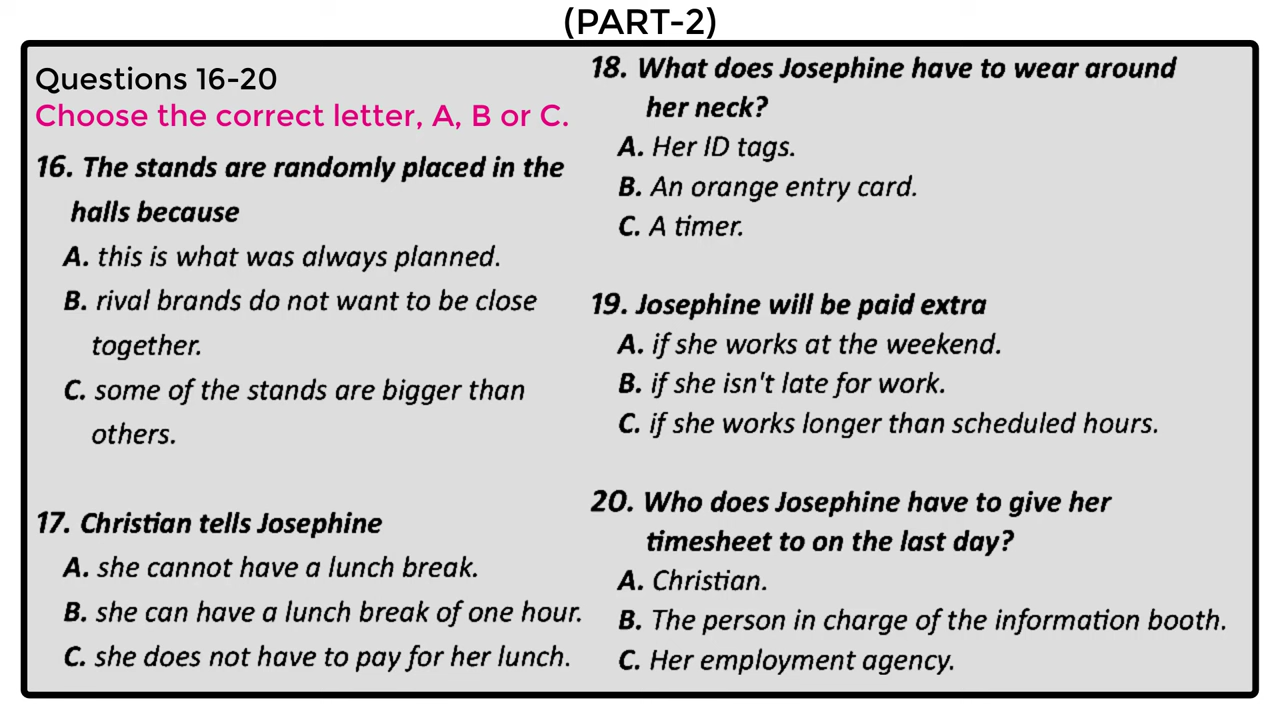 (PART-2)
Questions 16-20
Choose the correct letter, A, B or C.
16. The stands are randomly placed in the
halls because
A. this is what was always planned.
B. rival brands do not want to be close
together.
C. some of the stands are bigger than
others.
17. Christian tells Josephine
A. she cannot have a lunch break.
B. she can have a lunch break of one hour.
C. she does not have to pay for her lunch.
18. What does Josephine have to wear around
her neck?
A. Her ID tags.
B. An orange entry card.
C. A timer.
19. Josephine will be paid extra
A. if she works at the weekend.
B. if she isn't late for work.
C. if she works longer than scheduled hours.
20. Who does Josephine have to give her
timesheet to on the last day?
A. Christian.
B. The person in charge of the information booth.
C. Her employment agency.